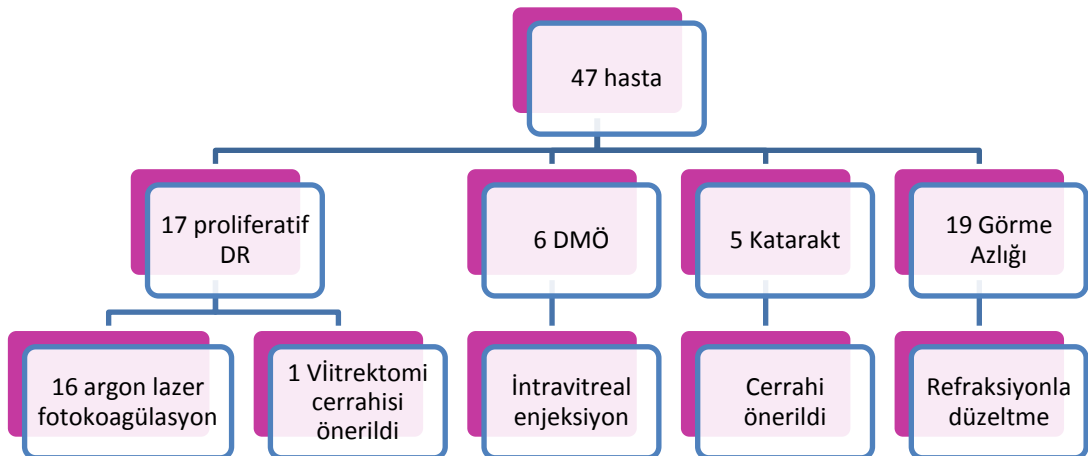 47 hasta
17 proliferatif
DR
6 DMÖ
5 Katarakt
19 Görme
Azlığı
16 argon lazer
fotokoagülasyon
1 Vlitrektomi
cerrahisi
önerildi
İntravitreal
enjeksiyon
Cerrahi
önerildi
Refraksiyonla
düzeltme